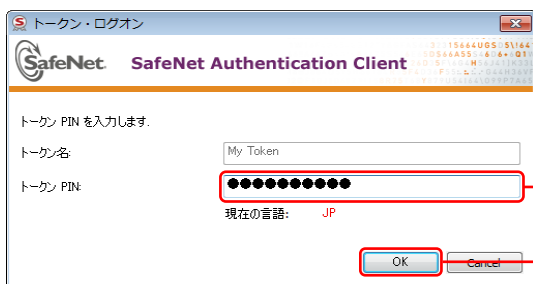 トークン・ログオン
SafeNet. SafeNet Authentication Client
トークン PIN を入力します.
トークン名: My Token
トークン PIN: ●●●●●●●●●●
現在の言語: JP
OK Cancel